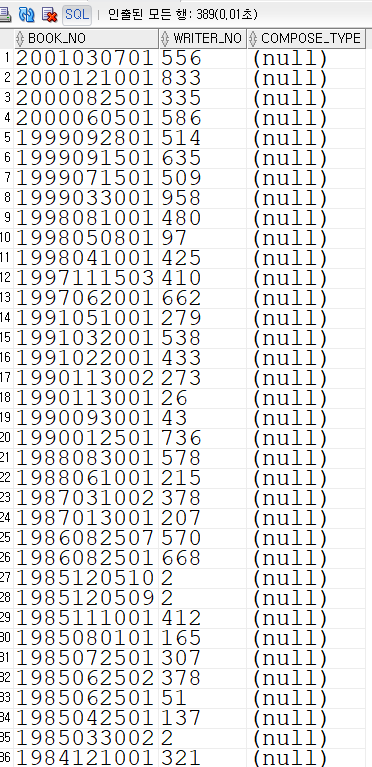 SQL | 인출된 모든 행: 389(0,01초)
BOOK_NO WRITER_NO COMPOSE_TYPE
1 2001030701 556 (null)
2 2000121001 833 (null)
3 2000082501 335 (null)
4 2000060501 586 (null)
5 1999092801 514 (null)
6 1999091501 635 (null)
7 1999071501 509 (null)
8 1999033001 958 (null)
9 1998081001 480 (null)
10 1998050801 97 (null)
11 1998041001 425 (null)
12 1997111503 410 (null)
13 1997062001 662 (null)
14 1991051001 279 (null)
15 1991032001 538 (null)
16 1991022001 433 (null)
17 1990113002 273 (null)
18 1990113001 26 (null)
19 1990093001 43 (null)
20 1990012501 736 (null)
21 1988083001 578 (null)
22 1988061001 215 (null)
23 1987031002 378 (null)
24 1987013001 207 (null)
25 1986082507 570 (null)
26 1986082501 668 (null)
27 1985120510 2 (null)
28 1985120509 2 (null)
29 1985111001 412 (null)
30 1985080101 165 (null)
31 1985072501 307 (null)
32 1985062502 378 (null)
33 1985062501 51 (null)
34 1985042501 137 (null)
35 1985033002 2 (null)
36 1984121001 321 (null)